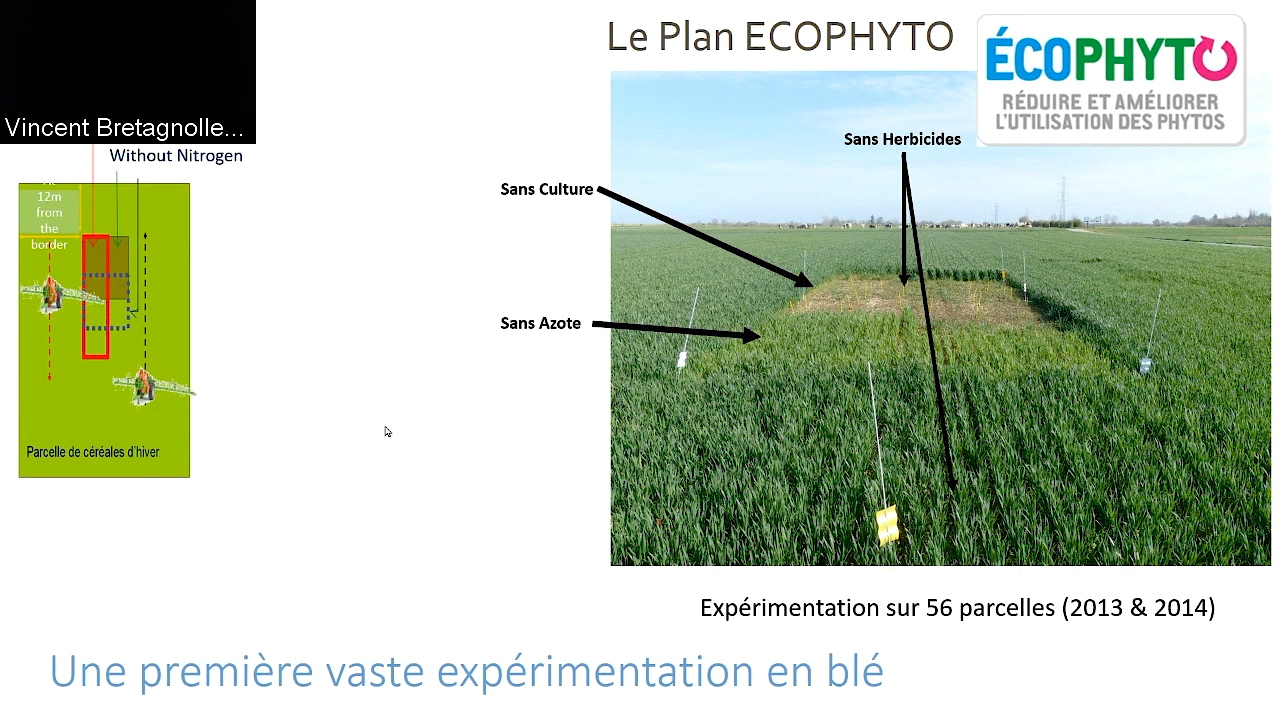 Le Plan ECOPHYTO
ÉCOPHYTO
RÉDUIRE ET AMÉLIORER
L'UTILISATION DES PHYTOS
Vincent Bretagnolle...
Without Nitrogen
12m
from
the
border
Parcelle de céréales d'hiver
Sans Herbicides
Sans Culture
Sans Azote
Expérimentation sur 56 parcelles (2013 & 2014)
Une première vaste expérimentation en blé